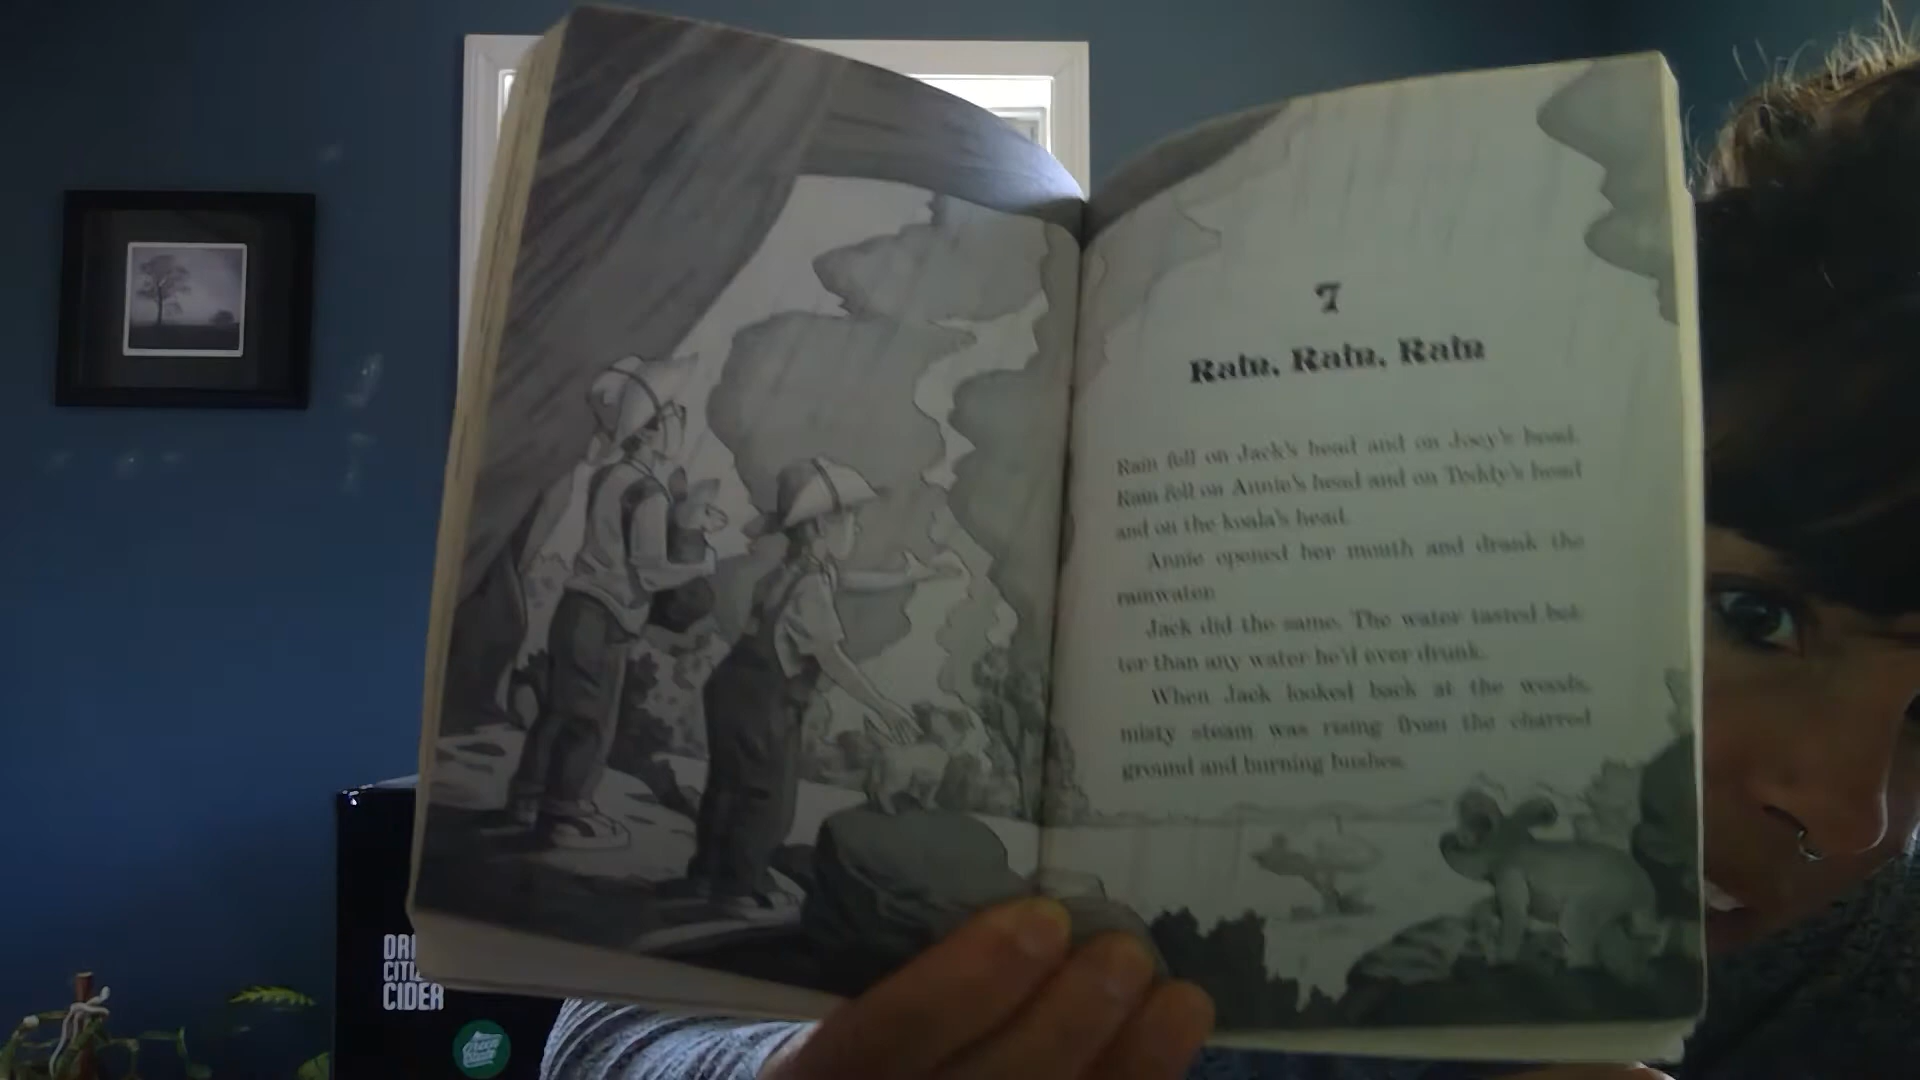 7
Rain, Rain, Rain
Rain fell on Jack's head and on Joey's head.
Rain fell on Annie's head and on Teddy's head
and on the koala's head.
Annie opened her mouth and drank the
rainwater.
Jack did the same. The water tasted bet-
ter than any water he'd ever drunk.
When Jack looked back at the woods,
misty steam was rising from the charred
ground and burning bushes.
DRI
CITIZ
CIDER